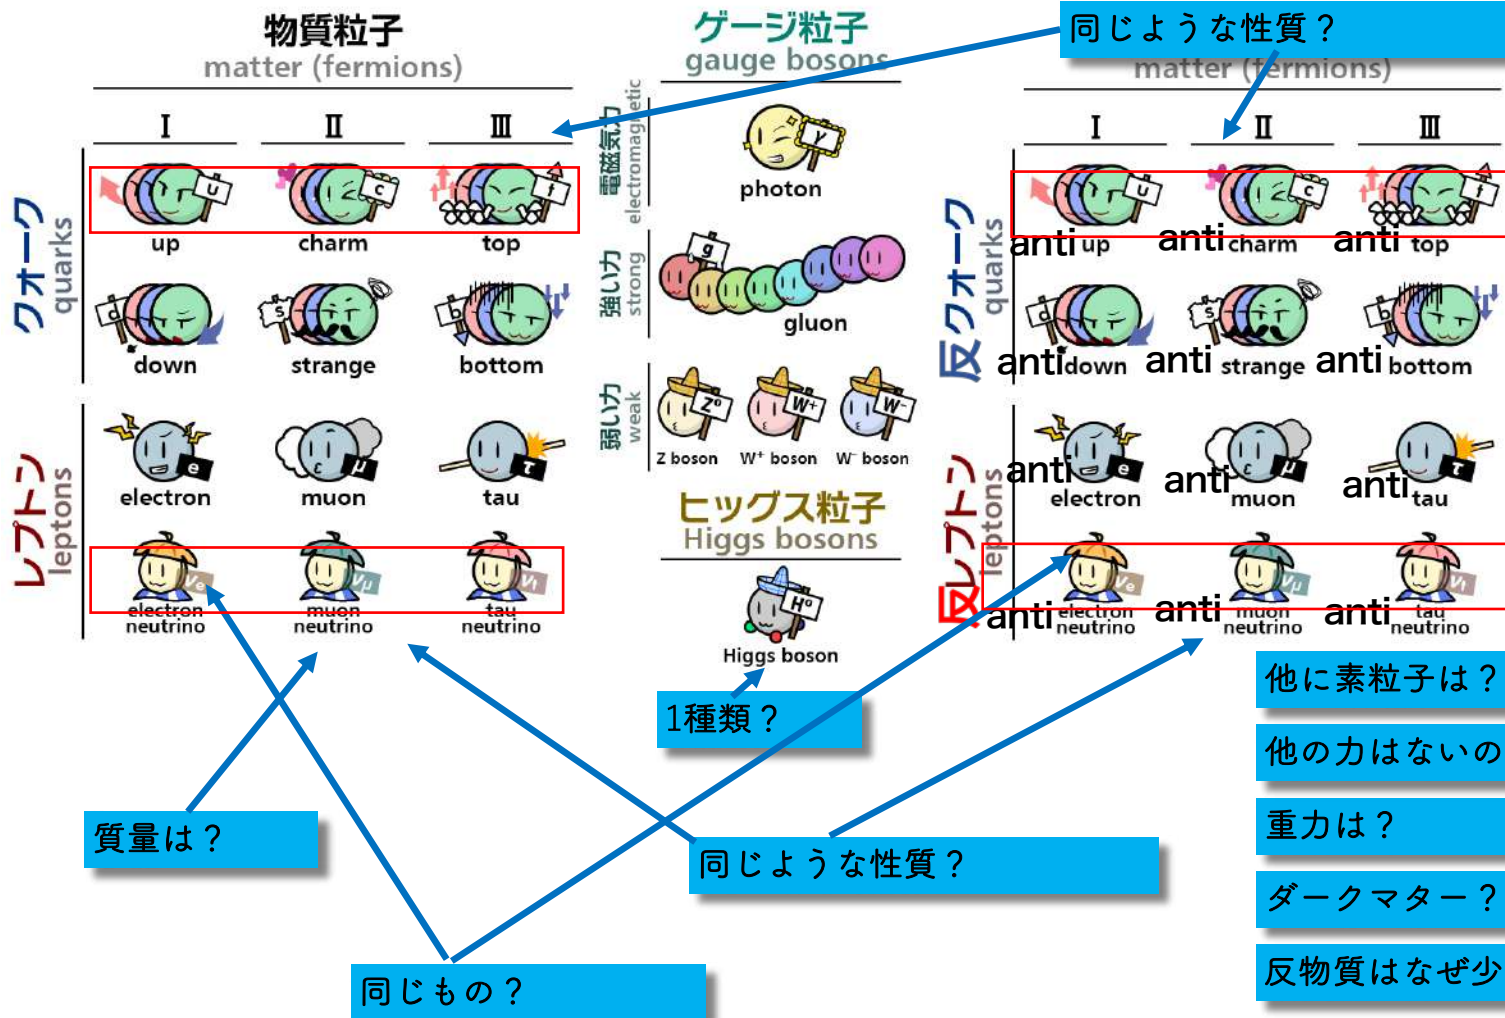 物質粒子
matter (fermions)
I II III
クォーク
quarks
u c t
up charm top
d s b
down strange bottom
レプトン
leptons
e μ τ
electron muon tau
νe νμ ντ
electron neutrino
muon neutrino
tau neutrino
ゲージ粒子
gauge bosons
電磁気力
electromagnetic
γ
photon
強い力
strong
g
gluon
弱い力
weak
Z⁰ W⁺ W⁻
Z boson W⁺ boson W⁻ boson
ヒッグス粒子
Higgs bosons
H⁰
Higgs boson
1種類？
同じような性質？
matter (fermions)
I II III
反クォーク
quarks
u c t
anti up anti charm anti top
d s b
anti down anti strange anti bottom
反レプトン
leptons
e μ τ
anti electron anti muon anti tau
νe νμ ντ
anti electron neutrino
anti muon neutrino
anti tau neutrino
質量は？
同じような性質？
同じもの？
他に素粒子は？
他の力はないの
重力は？
ダークマター？
反物質はなぜ少